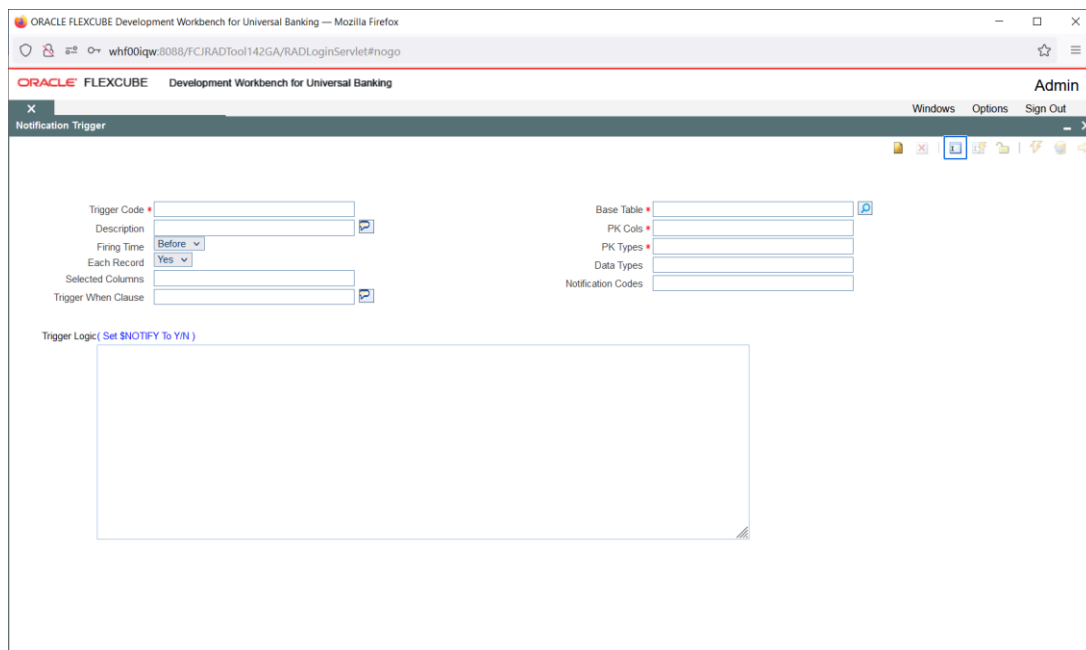 ORACLE FLEXCUBE Development Workbench for Universal Banking — Mozilla Firefox
whf00iqw:8088/FCJRADTool142GA/RADLoginServlet#nogo
ORACLE FLEXCUBE Development Workbench for Universal Banking
Admin
Windows Options Sign Out
Notification Trigger
Trigger Code *
Description
Firing Time Before
Each Record Yes
Selected Columns
Trigger When Clause
Base Table *
PK Cols *
PK Types *
Data Types
Notification Codes
Trigger Logic( Set $NOTIFY To Y/N )